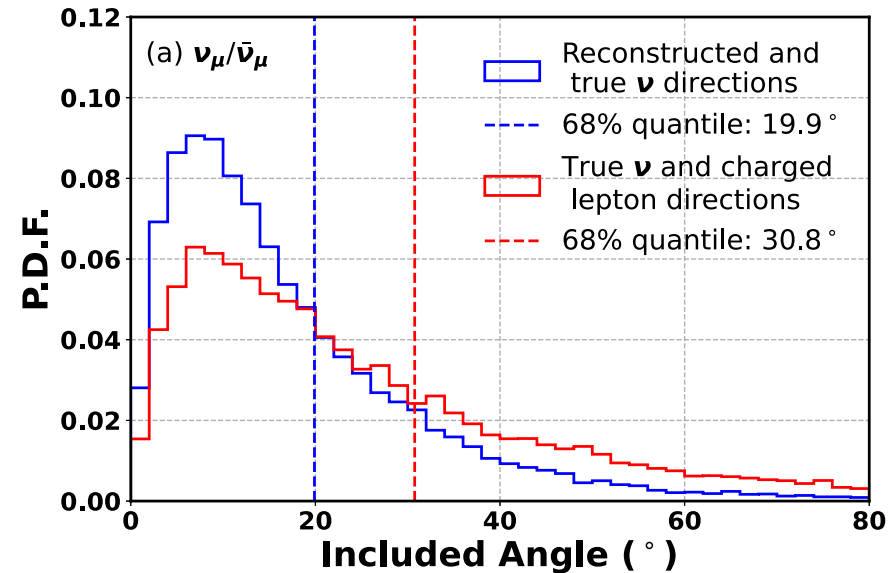 0.12
0.10
0.08
0.06
0.04
0.02
0.00
P.D.F.
(a) ν_μ/ν̄_μ
Reconstructed and
true ν directions
68% quantile: 19.9°
True ν and charged
lepton directions
68% quantile: 30.8°
0 20 40 60 80
Included Angle (°)